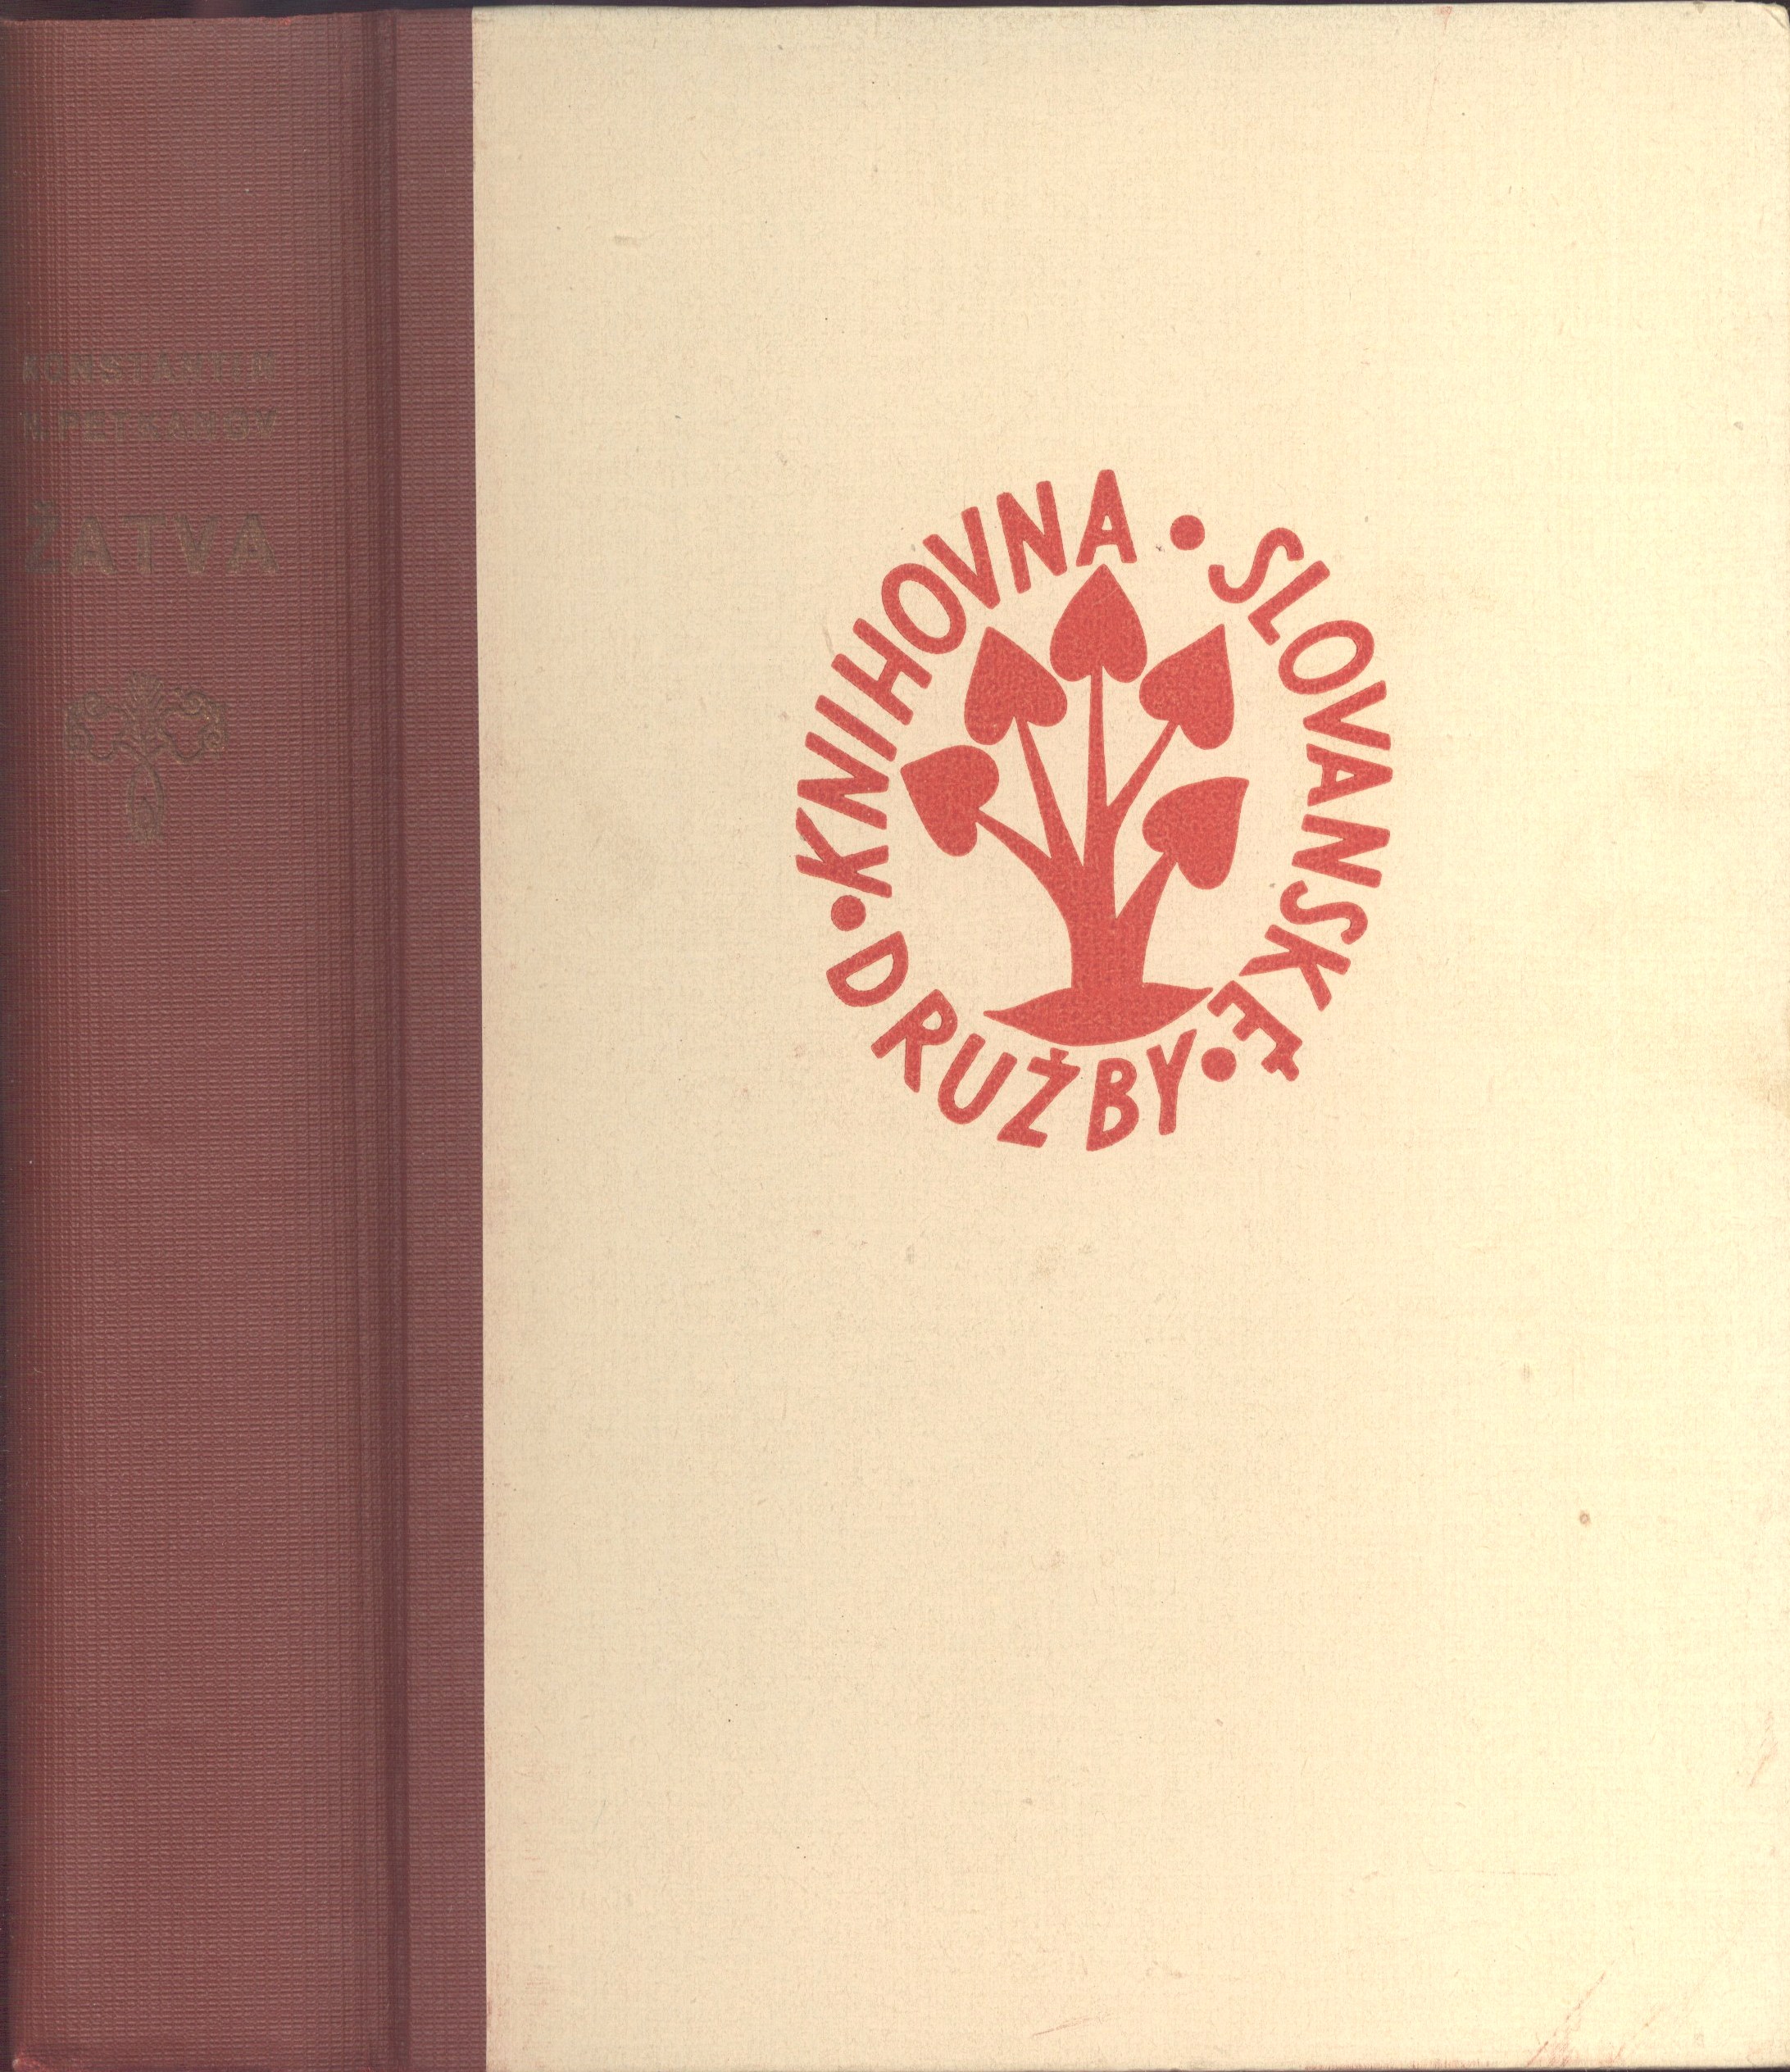 KONSTANTIN
N. PETKANOV
ŽATVA
KNIHOVNA • SLOVANSKÉ • DRUŽBY •